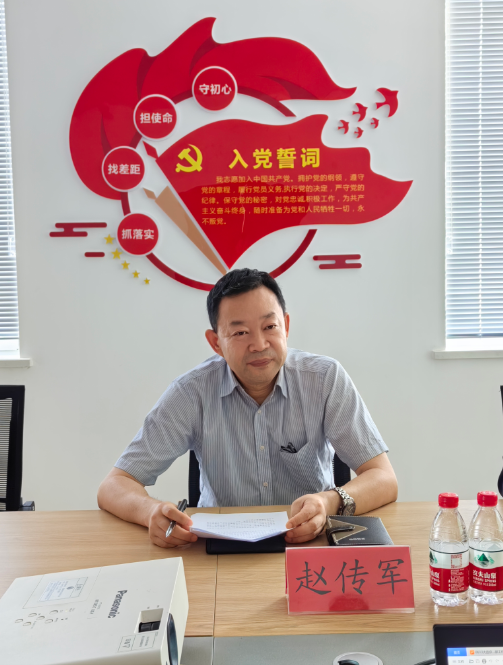 守初心
担使命
找差距
抓落实
入党誓词
我志愿加入中国共产党。拥护党的纲领，遵守
党的章程，履行党员义务，执行党的决定，严守党的
纪律，保守党的秘密，对党忠诚，积极工作，为共产
主义奋斗终身，随时准备为党和人民牺牲一切，永
不叛党。
赵传军
Panasonic
农夫山泉